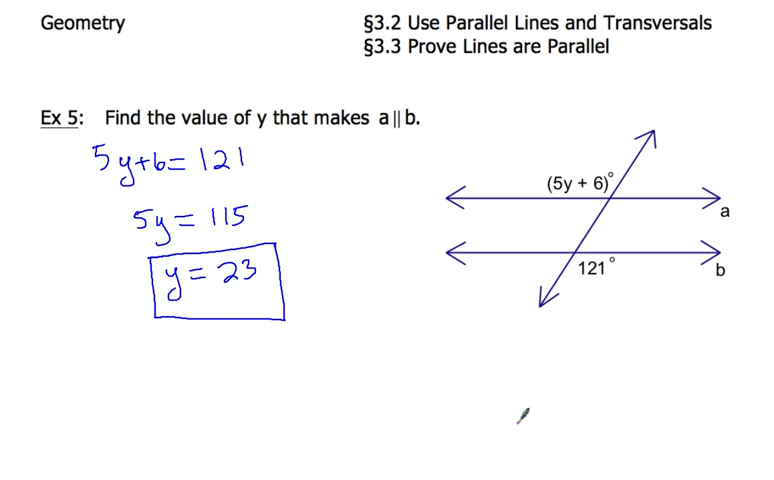 Geometry
§3.2 Use Parallel Lines and Transversals
§3.3 Prove Lines are Parallel
Ex 5: Find the value of y that makes a || b.
5y+6=121
5y = 115
y = 23
(5y + 6)°
a
121°
b